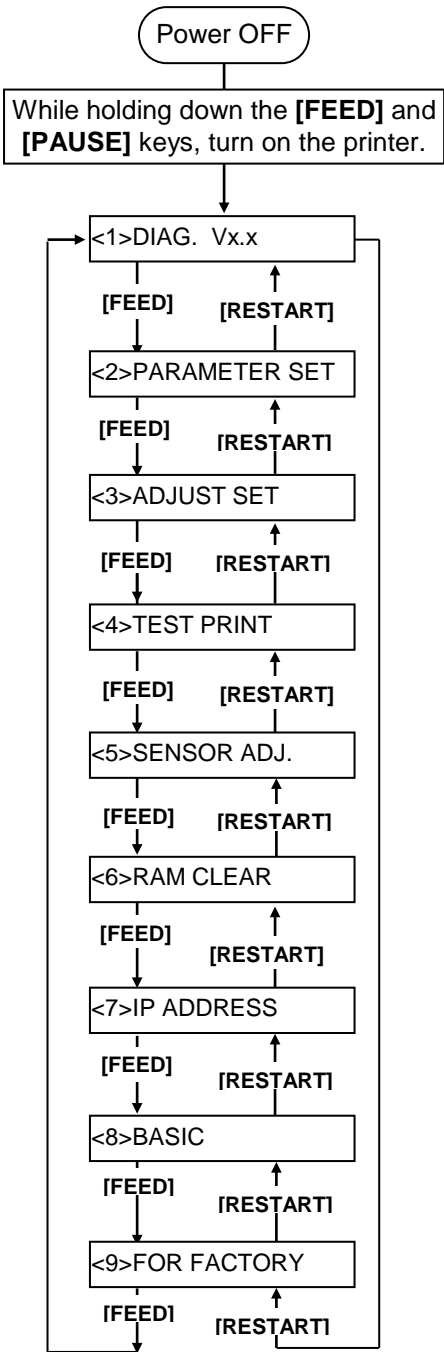 Power OFF
While holding down the [FEED] and
[PAUSE] keys, turn on the printer.
<1>DIAG. Vx.x
[FEED] [RESTART]
<2>PARAMETER SET
[FEED] [RESTART]
<3>ADJUST SET
[FEED] [RESTART]
<4>TEST PRINT
[FEED] [RESTART]
<5>SENSOR ADJ.
[FEED] [RESTART]
<6>RAM CLEAR
[FEED] [RESTART]
<7>IP ADDRESS
[FEED] [RESTART]
<8>BASIC
[FEED] [RESTART]
<9>FOR FACTORY
[FEED] [RESTART]